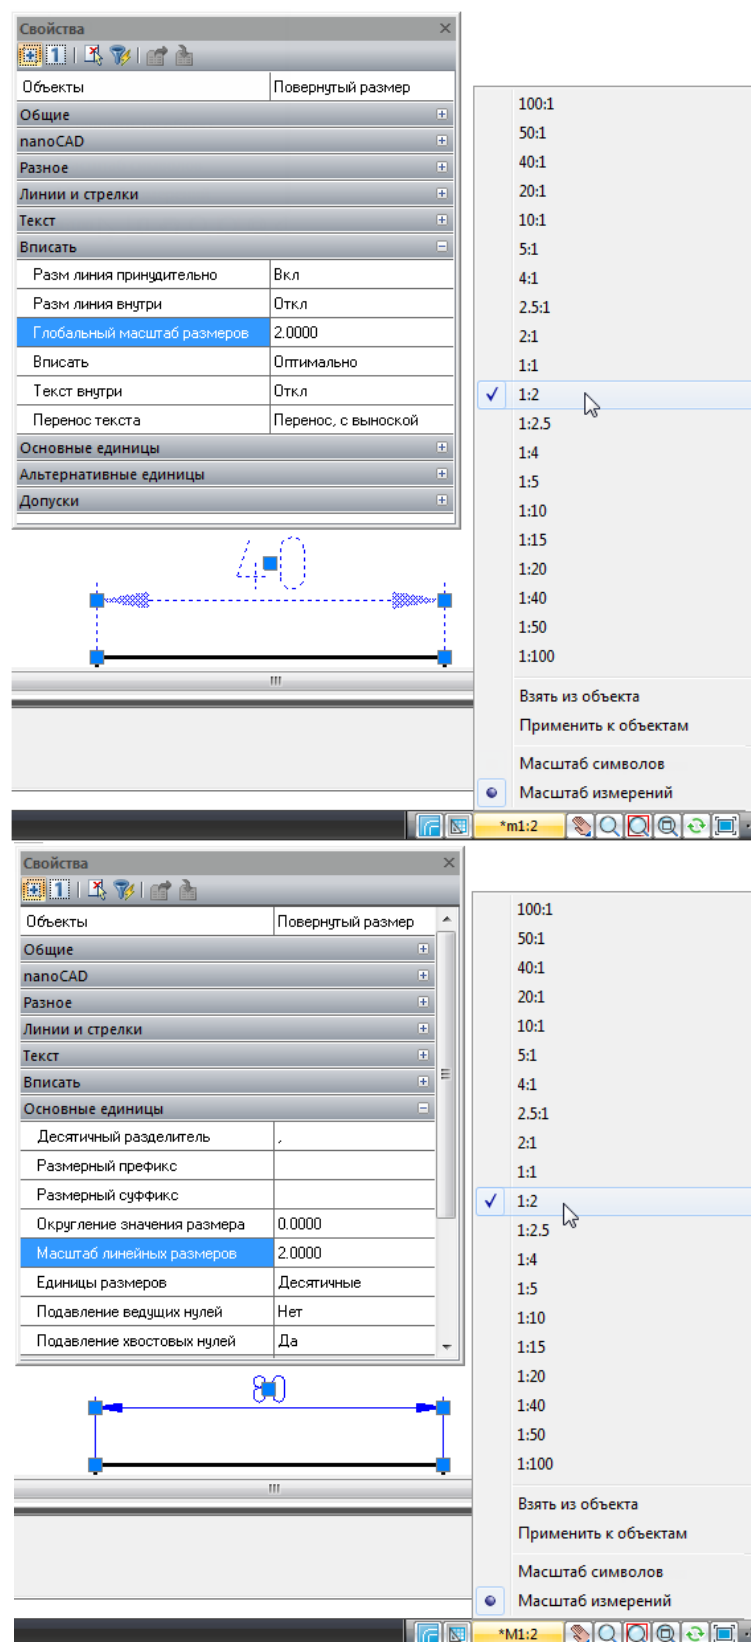 Свойства
Объекты Повернутый размер
Общие
nanoCAD
Разное
Линии и стрелки
Текст
Вписать
Разм линия принудительно Вкл
Разм линия внутри Откл
Глобальный масштаб размеров 2.0000
Вписать Оптимально
Текст внутри Откл
Перенос текста Перенос, с выноской
Основные единицы
Альтернативные единицы
Допуски
40
100:1
50:1
40:1
20:1
10:1
5:1
4:1
2.5:1
2:1
1:1
1:2
1:2.5
1:4
1:5
1:10
1:15
1:20
1:40
1:50
1:100
Взять из объекта
Применить к объектам
Масштаб символов
Масштаб измерений
*m1:2
Свойства
Объекты Повернутый размер
Общие
nanoCAD
Разное
Линии и стрелки
Текст
Вписать
Основные единицы
Десятичный разделитель ,
Размерный префикс
Размерный суффикс
Округление значения размера 0.0000
Масштаб линейных размеров 2.0000
Единицы размеров Десятичные
Подавление ведущих нулей Нет
Подавление хвостовых нулей Да
80
100:1
50:1
40:1
20:1
10:1
5:1
4:1
2.5:1
2:1
1:1
1:2
1:2.5
1:4
1:5
1:10
1:15
1:20
1:40
1:50
1:100
Взять из объекта
Применить к объектам
Масштаб символов
Масштаб измерений
*M1:2